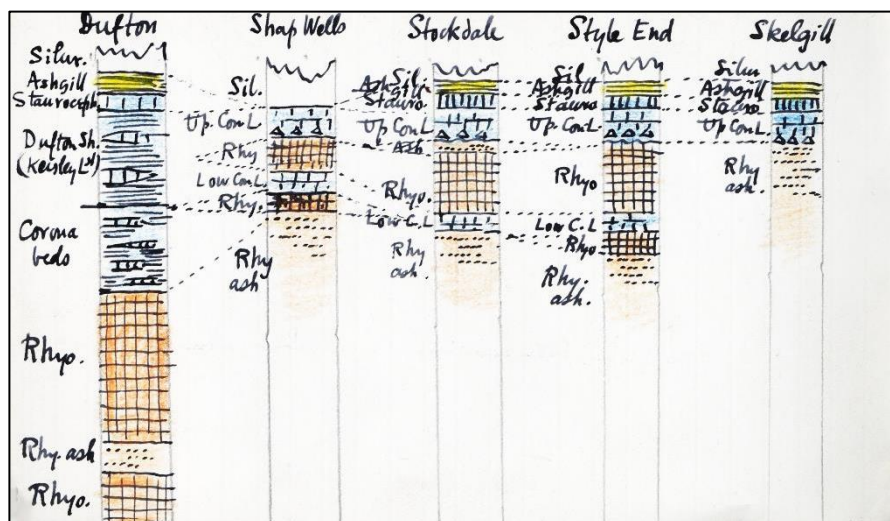 Dufton
Silur.
Ashgill
Stauroceph.
Dufton Sh.
(Keisley Lst)
Corona
beds
Rhyo.
Rhy. ash
Rhyo.
Shap Wells
Sil.
Up. Con. L.
Rhy
Low Con. L.
Rhy.
Rhy
ash
Stockdale
Sil.
Ashgill
Stauro
Up Con L
Ash
Rhyo.
Low C. L
Rhy
ash.
Style End
Sil
Ashgill
Stauro
Up. Con L
Rhyo
Low C. L
Rhyo
Rhy.
ash.
Skelgill
Silur
Ashgill
Stauro
Up Con L
Rhy
ash.